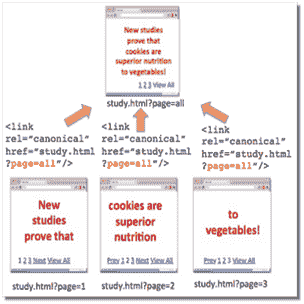 New studies
prove that
cookies are
superior nutrition
to vegetables!
1 2 3 View All
study.html?page=all
<link
rel="canonical"
href="study.html
?page=all"/>
<link
rel="canonical"
href="study.html
?page=all"/>
<link
rel="canonical"
href="study.html
?page=all"/>
New
studies
prove that
1 2 3 Next View All
study.html?page=1
cookies are
superior
nutrition
Prev 1 2 3 Next View All
study.html?page=2
to
vegetables!
Prev 1 2 3 View All
study.html?page=3